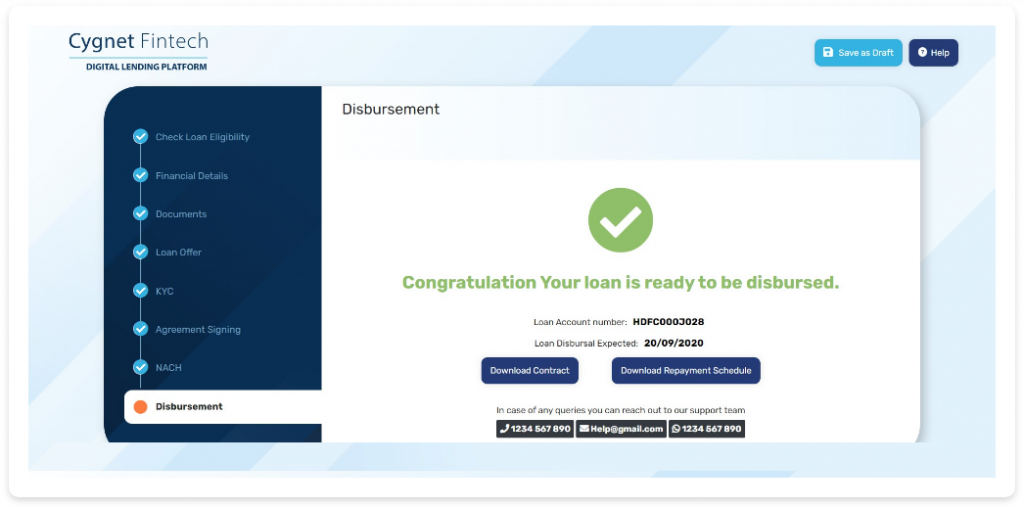 Cygnet Fintech
DIGITAL LENDING PLATFORM
Save as Draft
Help
Check Loan Eligibility
Financial Details
Documents
Loan Offer
KYC
Agreement Signing
NACH
Disbursement
Disbursement
Congratulation Your loan is ready to be disbursed.
Loan Account number: HDFC000J028
Loan Disbursal Expected: 20/09/2020
Download Contract
Download Repayment Schedule
In case of any queries you can reach out to our support team
1234 567 890 Help@gmail.com 1234 567 890